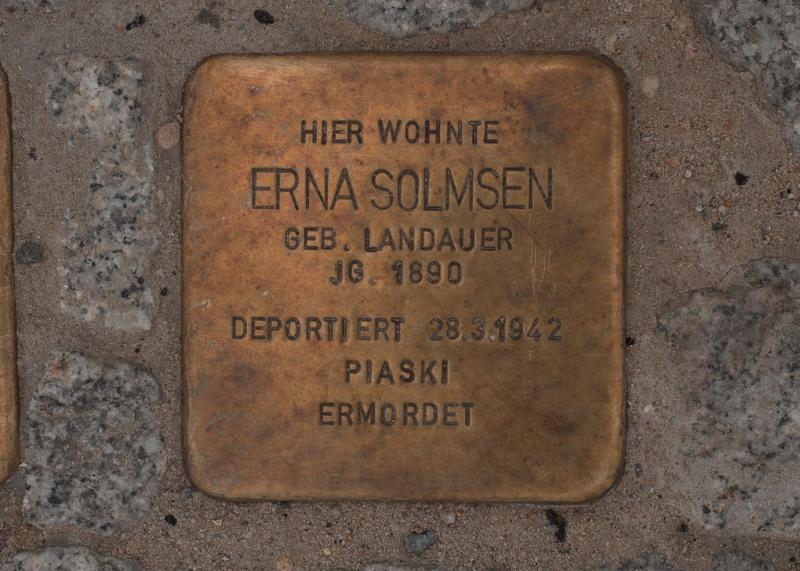 HIER WOHNTE
ERNA SOLMSEN
GEB. LANDAUER
JG. 1890
DEPORTIERT 28.3.1942
PIASKI
ERMORDET